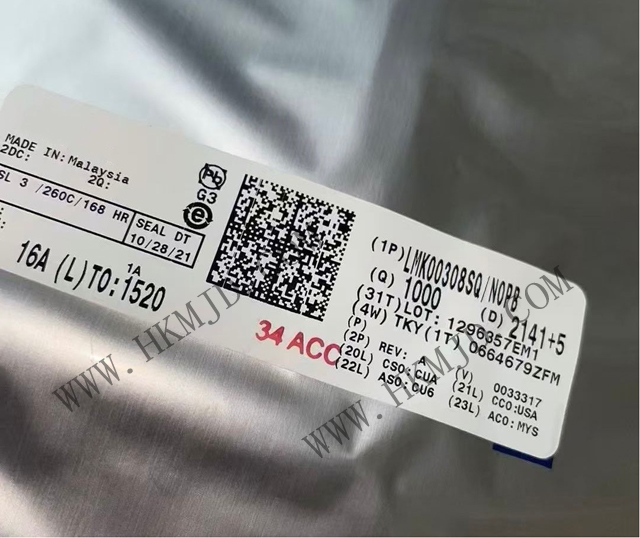 MADE IN: Malaysia
2DC:
2Q:
SL 3 /260C/168 HR
SEAL DT
10/28/21
16A (L)TO:1520
1A
Pb
G3
e
34 ACC
(1P)LMK00308SQ/NOPB
(Q) 1000
(D) 2141+5
(31T)LOT: 1296357EM1
(4W) TKY(1T) 0664679ZFM
(P)
(2P) REV:
(V) 0033317
(20L) CSO:CUA
(21L) CCO:USA
(22L) ASO:CU6
(23L) ACO:MYS
WWW.HKMJD
WWW.HKMJD.COM